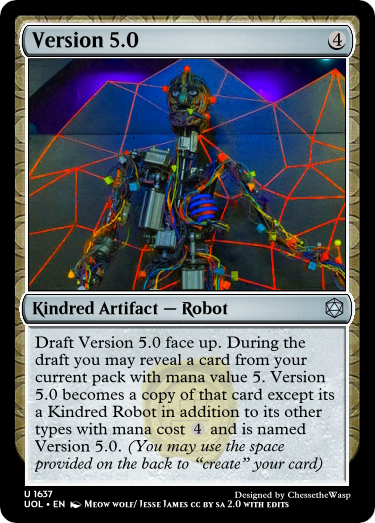 Version 5.0 4
Kindred Artifact — Robot
Draft Version 5.0 face up. During the
draft you may reveal a card from your
current pack with mana value 5. Version
5.0 becomes a copy of that card except its
a Kindred Robot in addition to its other
types with mana cost 4 and is named
Version 5.0. (You may use the space
provided on the back to “create” your card)
U 1637 Designed by ChessetheWasp
UOL • EN Meow wolf/ Jesse James cc by sa 2.0 with edits